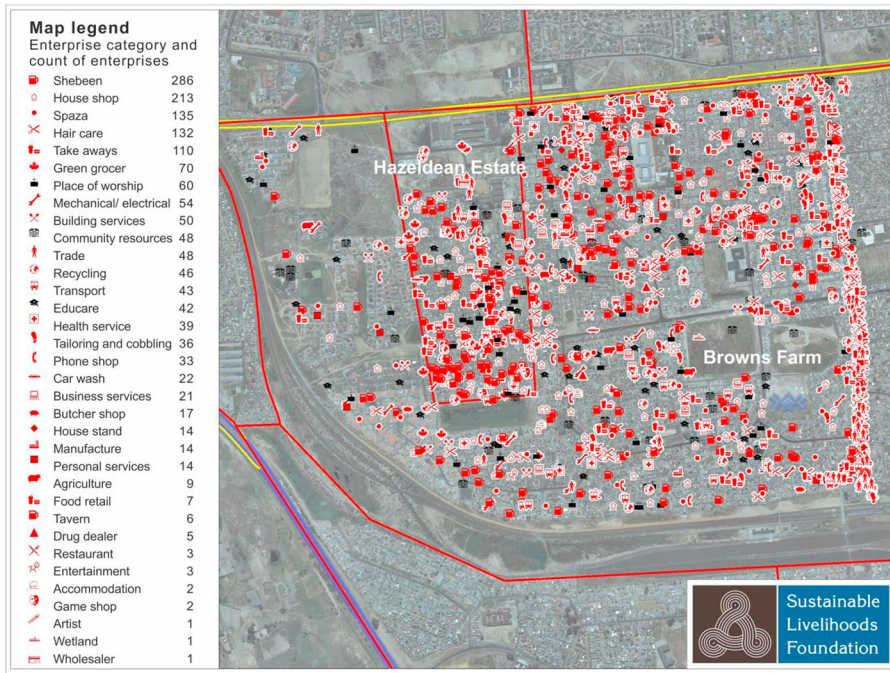 Map legend
Enterprise category and
count of enterprises
Shebeen 286
House shop 213
Spaza 135
Hair care 132
Take aways 110
Green grocer 70
Place of worship 60
Mechanical/ electrical 54
Building services 50
Community resources 48
Trade 48
Recycling 46
Transport 43
Educare 42
Health service 39
Tailoring and cobbling 36
Phone shop 33
Car wash 22
Business services 21
Butcher shop 17
House stand 14
Manufacture 14
Personal services 14
Agriculture 9
Food retail 7
Tavern 6
Drug dealer 5
Restaurant 3
Entertainment 3
Accommodation 2
Game shop 2
Artist 1
Wetland 1
Wholesaler 1
Hazeldean Estate
Browns Farm
Sustainable
Livelihoods
Foundation